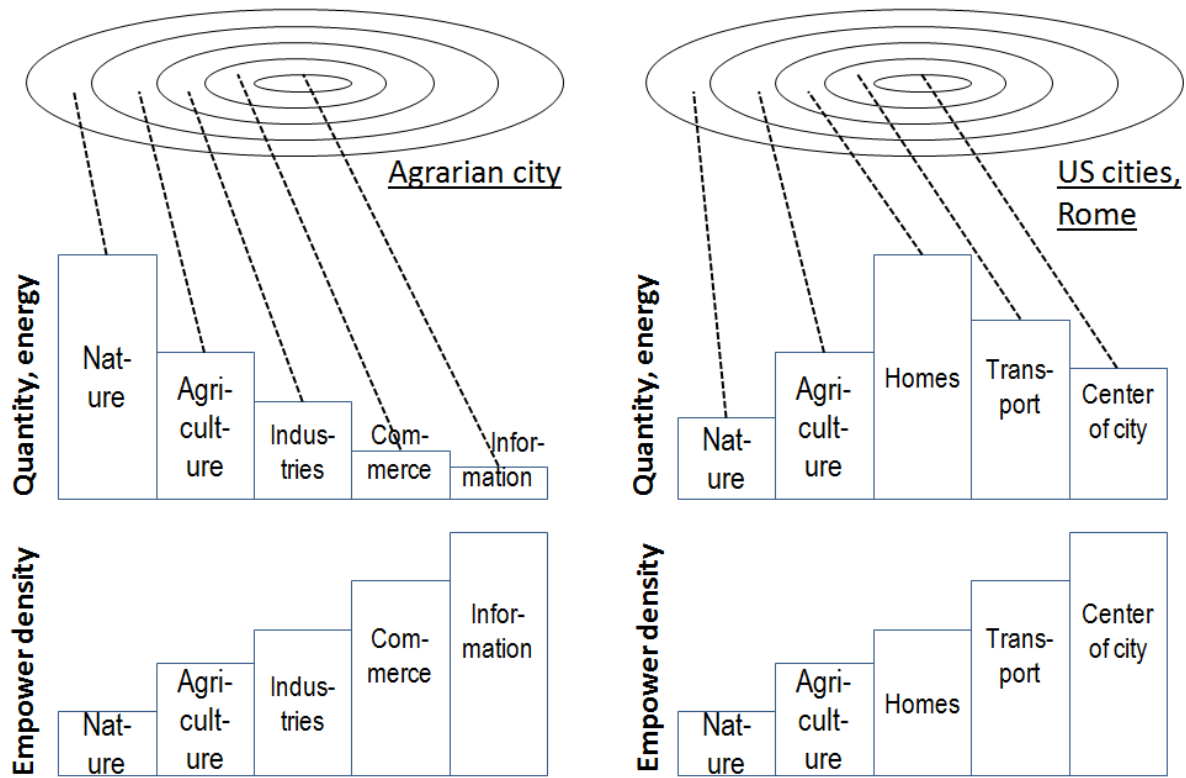 Agrarian city
US cities,
Rome
Quantity, energy
Nat-
ure
Agri-
cult-
ure
Indus-
tries
Com-
merce
Infor-
mation
Quantity, energy
Nat-
ure
Agri-
cult-
ure
Homes
Trans-
port
Center
of city
Empower density
Nat-
ure
Agri-
cult-
ure
Indus-
tries
Com-
merce
Infor-
mation
Empower density
Nat-
ure
Agri-
cult-
ure
Homes
Trans-
port
Center
of city